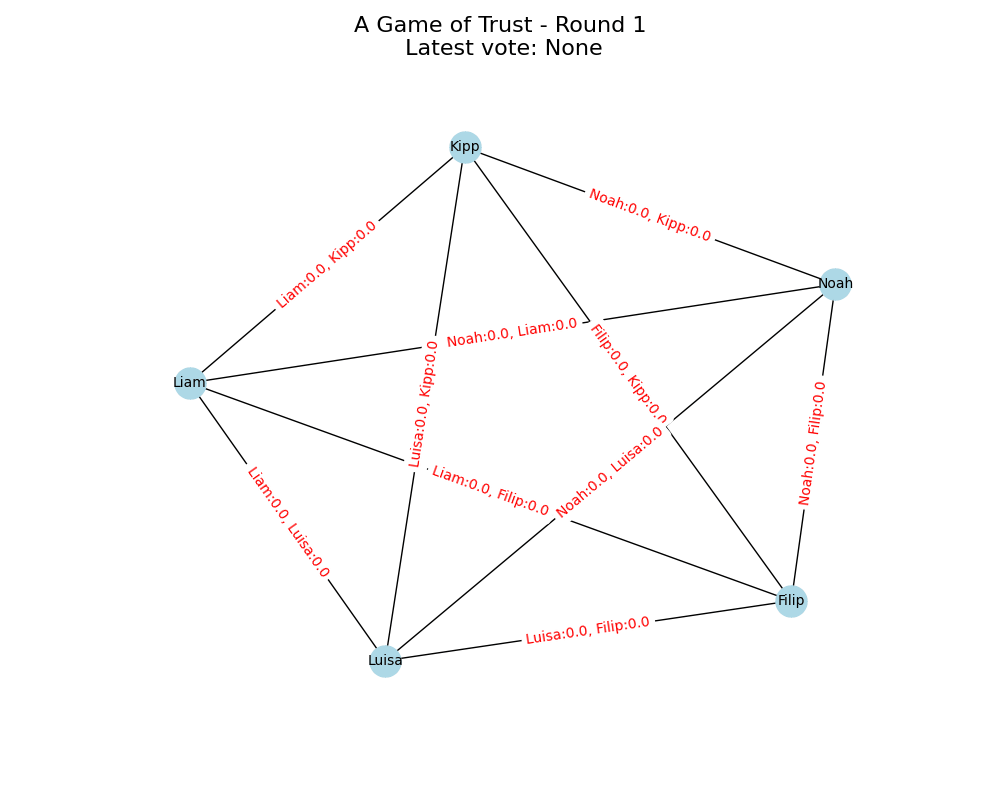 A Game of Trust - Round 1
Latest vote: None
Kipp
Noah:0.0, Kipp:0.0
Liam:0.0, Kipp:0.0
Noah
Noah:0.0, Liam:0.0
Filip:0.0, Kipp:0.0
Liam
Luisa:0.0, Kipp:0.0
Noah:0.0, Filip:0.0
Noah:0.0, Luisa:0.0
Liam:0.0, Filip:0.0
Liam:0.0, Luisa:0.0
Filip
Luisa:0.0, Filip:0.0
Luisa